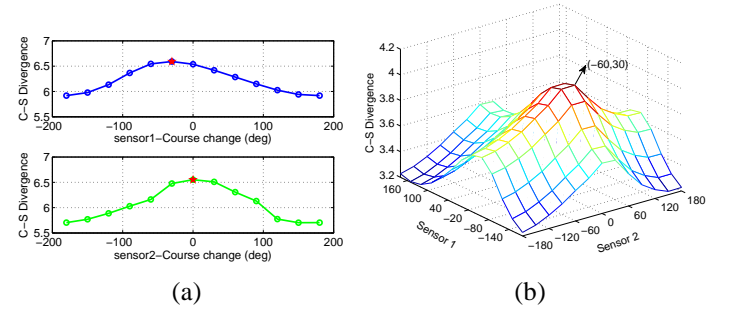 7
6.5
6
5.5
C−S Divergence
−200 −100 0 100 200
sensor1−Course change (deg)
7
6.5
6
5.5
C−S Divergence
−200 −100 0 100 200
sensor2−Course change (deg)
(a)
4.2
4
3.8
3.6
3.4
3.2
C−S Divergence
(−60,30)
160 100 40 −20 −80 −140
Sensor 1
−180 −120 −60 0 60 120 180
Sensor 2
(b)